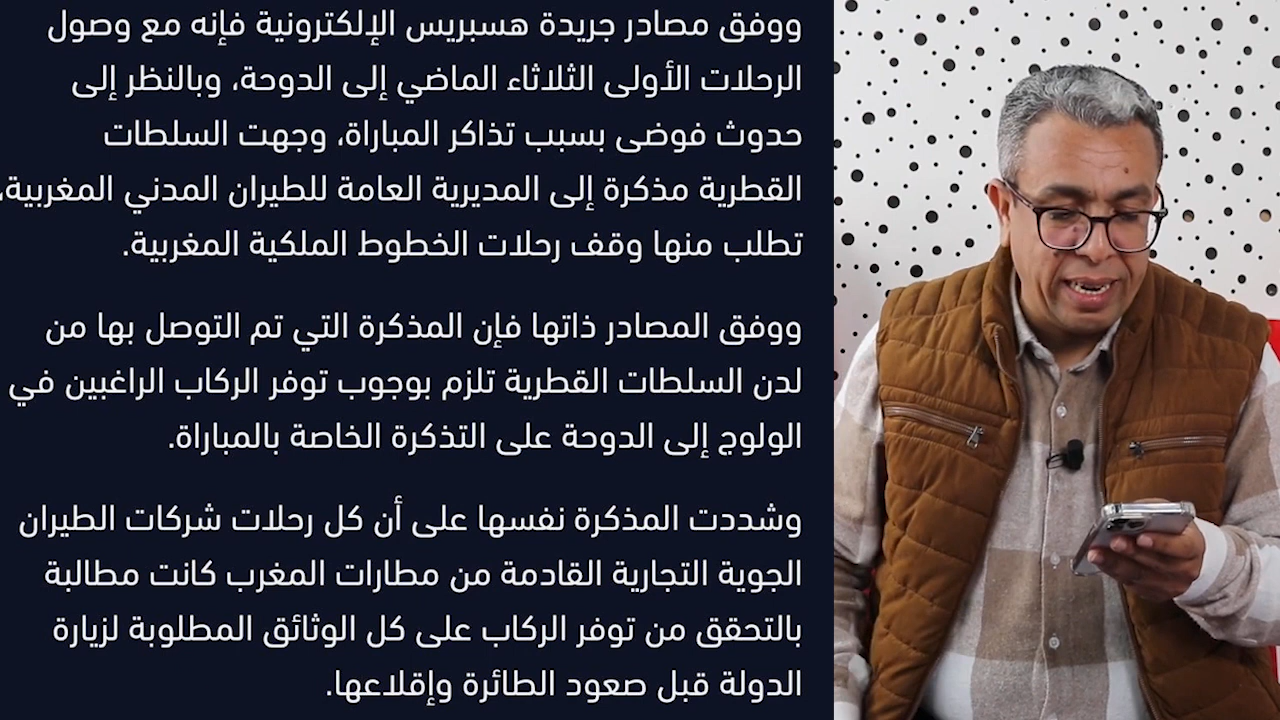 ووفق مصادر جريدة هسبريس الإلكترونية فإنه مع وصول
الرحلات الأولى الثلاثاء الماضي إلى الدوحة، وبالنظر إلى
حدوث فوضى بسبب تذاكر المباراة، وجهت السلطات
القطرية مذكرة إلى المديرية العامة للطيران المدني المغربية،
تطلب منها وقف رحلات الخطوط الملكية المغربية.
ووفق المصادر ذاتها فإن المذكرة التي تم التوصل بها من
لدن السلطات القطرية تلزم بوجوب توفر الركاب الراغبين في
الولوج إلى الدوحة على التذكرة الخاصة بالمباراة.
وشددت المذكرة نفسها على أن كل رحلات شركات الطيران
الجوية التجارية القادمة من مطارات المغرب كانت مطالبة
بالتحقق من توفر الركاب على كل الوثائق المطلوبة لزيارة
الدولة قبل صعود الطائرة وإقلاعها.